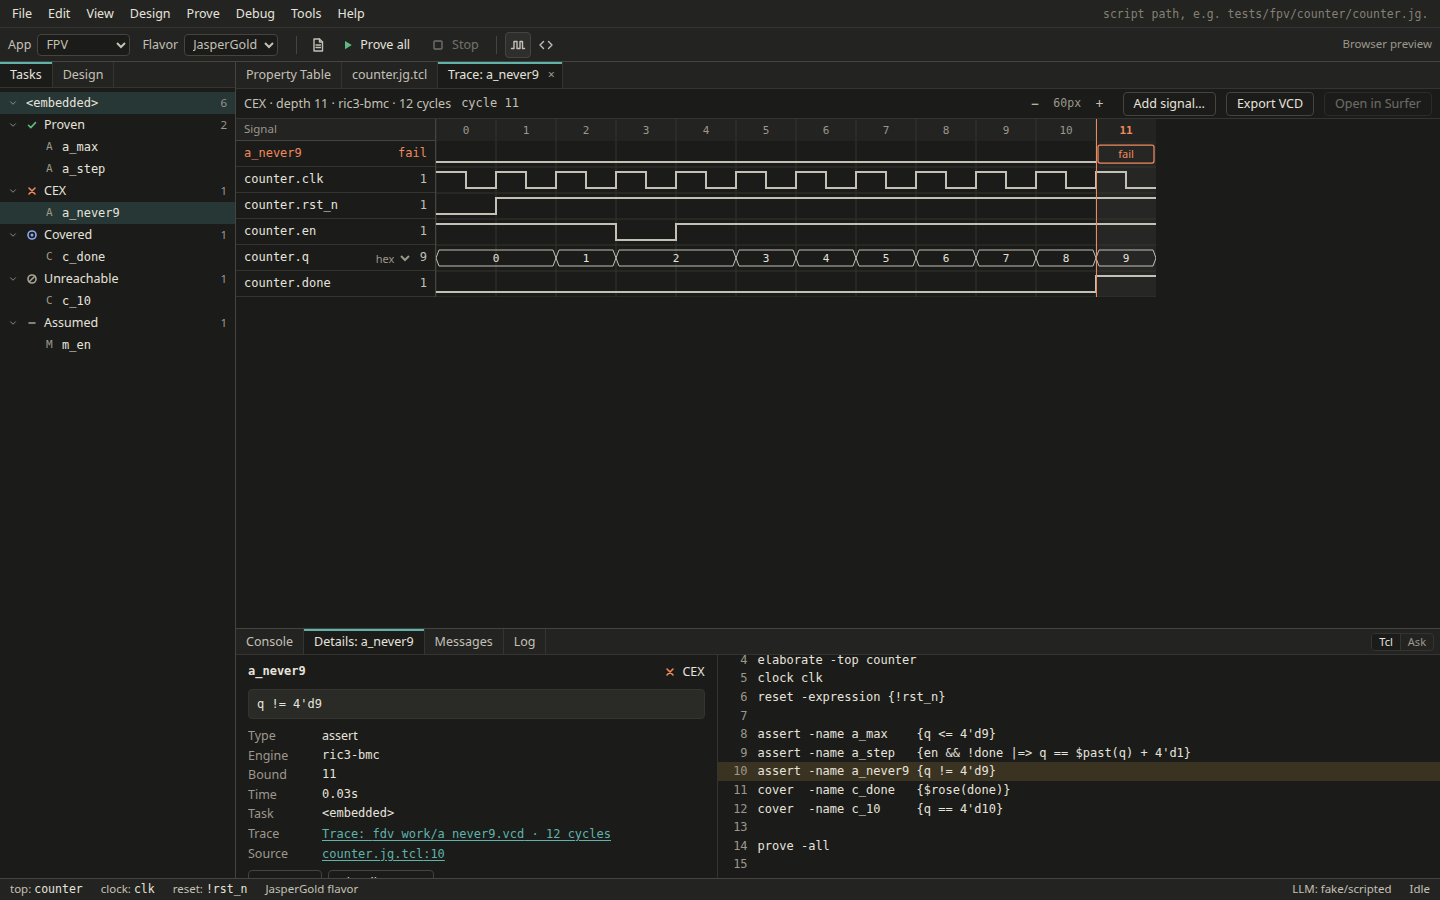 File Edit View Design Prove Debug Tools Help script path, e.g. tests/fpv/counter/counter.jg.
App FPV Flavor JasperGold Prove all Stop Browser preview
Tasks Design
<embedded> 6
Proven 2
A a_max
A a_step
CEX 1
A a_never9
Covered 1
C c_done
Unreachable 1
C c_10
Assumed 1
M m_en
Property Table counter.jg.tcl Trace: a_never9 ×
CEX · depth 11 · ric3-bmc · 12 cycles cycle 11 − 60px + Add signal... Export VCD Open in Surfer
Signal 0 1 2 3 4 5 6 7 8 9 10 11
a_never9 fail fail
counter.clk 1
counter.rst_n 1
counter.en 1
counter.q hex 9 0 1 2 3 4 5 6 7 8 9
counter.done 1
Console Details: a_never9 Messages Log Tcl Ask
a_never9 CEX
q != 4'd9
Type assert
Engine ric3-bmc
Bound 11
Time 0.03s
Task <embedded>
Trace Trace: fdv_work/a_never9.vcd · 12 cycles
Source counter.jg.tcl:10
4 elaborate -top counter
5 clock clk
6 reset -expression {!rst_n}
7
8 assert -name a_max {q <= 4'd9}
9 assert -name a_step {en && !done |=> q == $past(q) + 4'd1}
10 assert -name a_never9 {q != 4'd9}
11 cover -name c_done {$rose(done)}
12 cover -name c_10 {q == 4'd10}
13
14 prove -all
15
top: counter clock: clk reset: !rst_n JasperGold flavor LLM: fake/scripted Idle